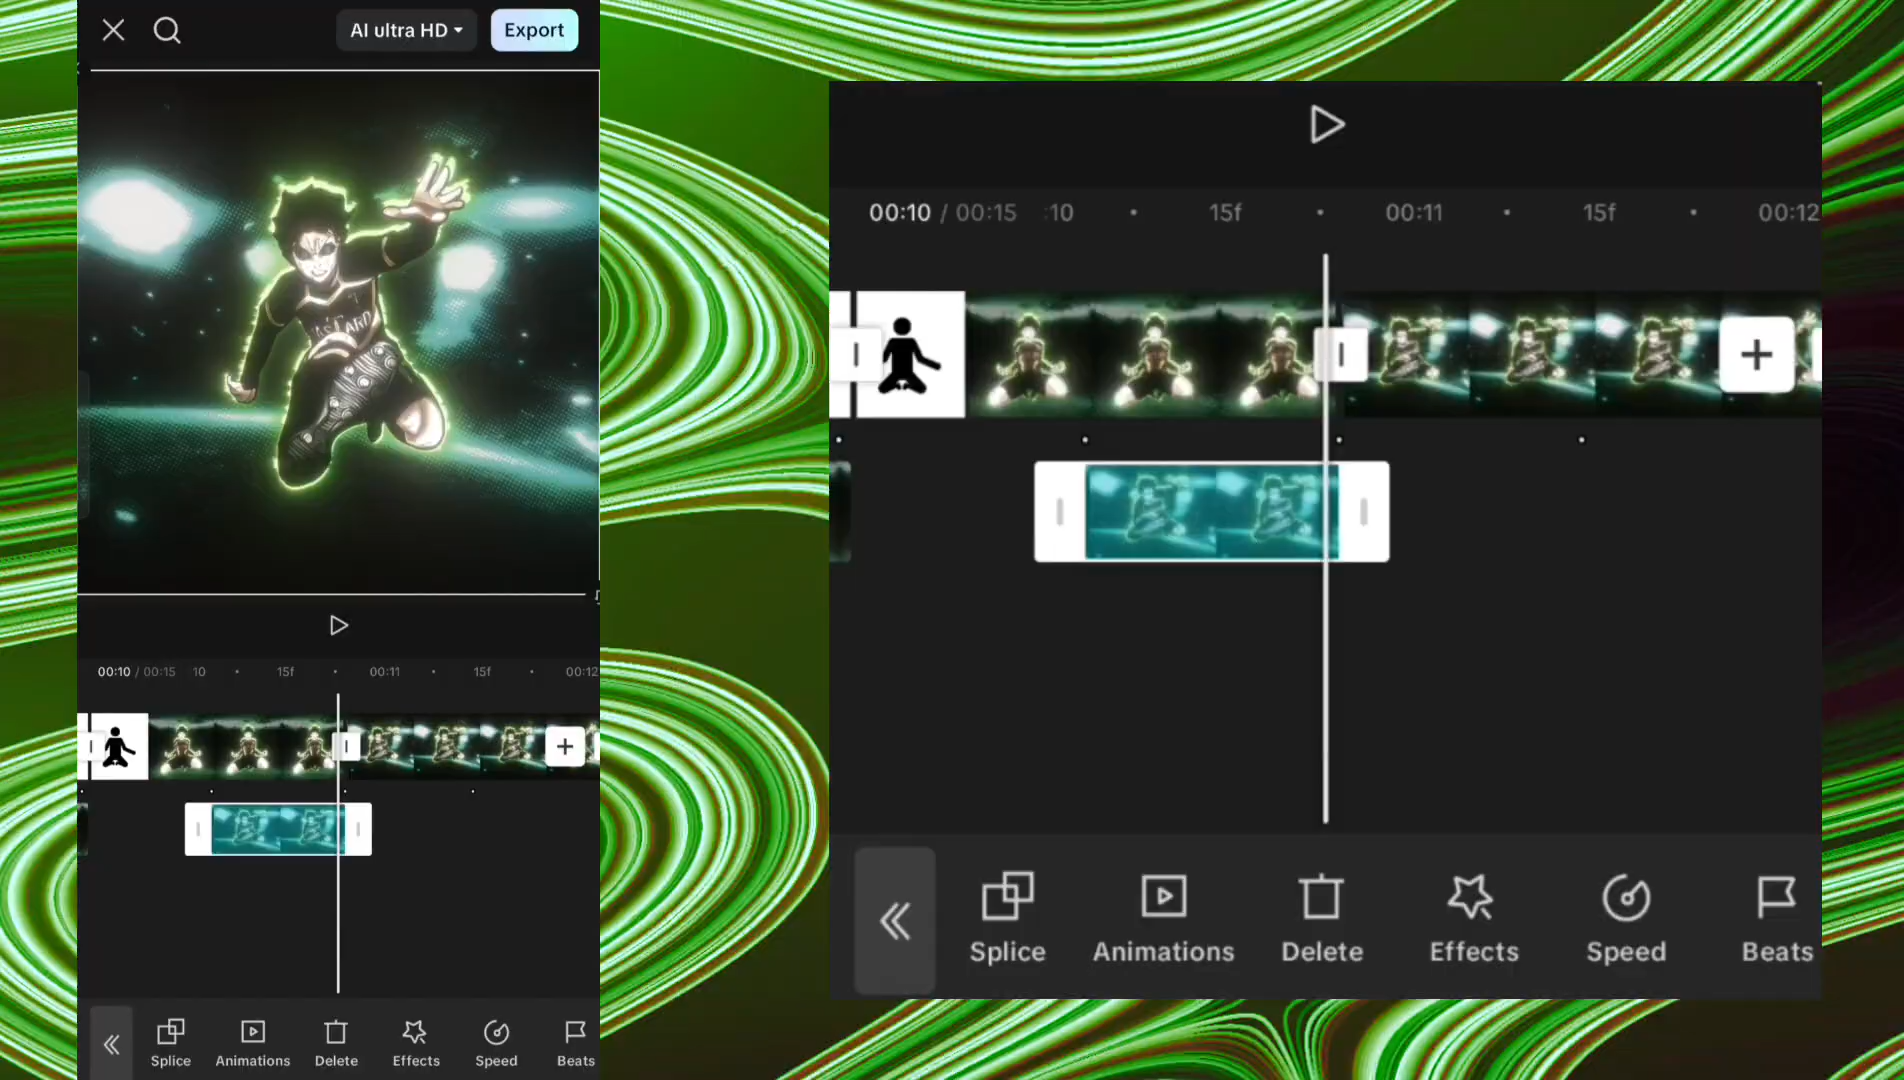 AI ultra HD
Export
00:10 / 00:15 10 15f 00:11 15f 00:12
Splice Animations Delete Effects Speed Beats
00:10 / 00:15 :10 15f 00:11 15f 00:12
Splice Animations Delete Effects Speed Beats